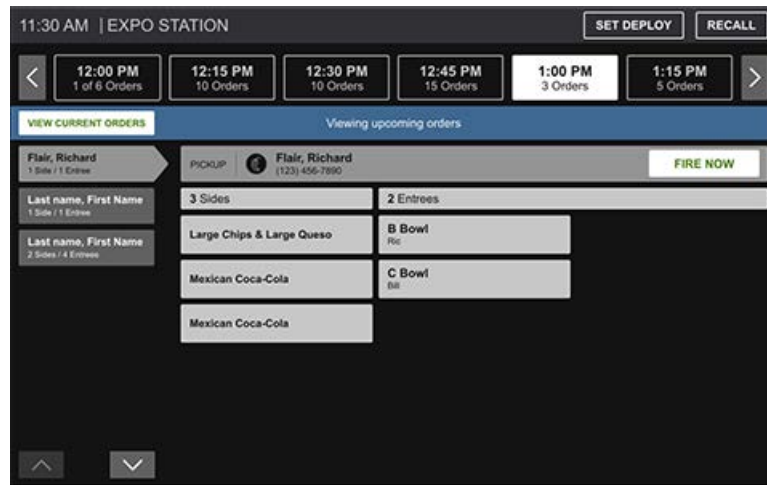 11:30 AM | EXPO STATION
SET DEPLOY
RECALL
12:00 PM
1 of 6 Orders
12:15 PM
10 Orders
12:30 PM
10 Orders
12:45 PM
15 Orders
1:00 PM
3 Orders
1:15 PM
5 Orders
VIEW CURRENT ORDERS
Viewing upcoming orders
Flair, Richard
1 Side / 1 Entree
Last name, First Name
1 Side / 1 Entree
Last name, First Name
2 Sides / 4 Entrees
PICKUP
Flair, Richard
(123) 456-7890
FIRE NOW
3 Sides
2 Entrees
Large Chips & Large Queso
Mexican Coca-Cola
Mexican Coca-Cola
B Bowl
Ric
C Bowl
Bill